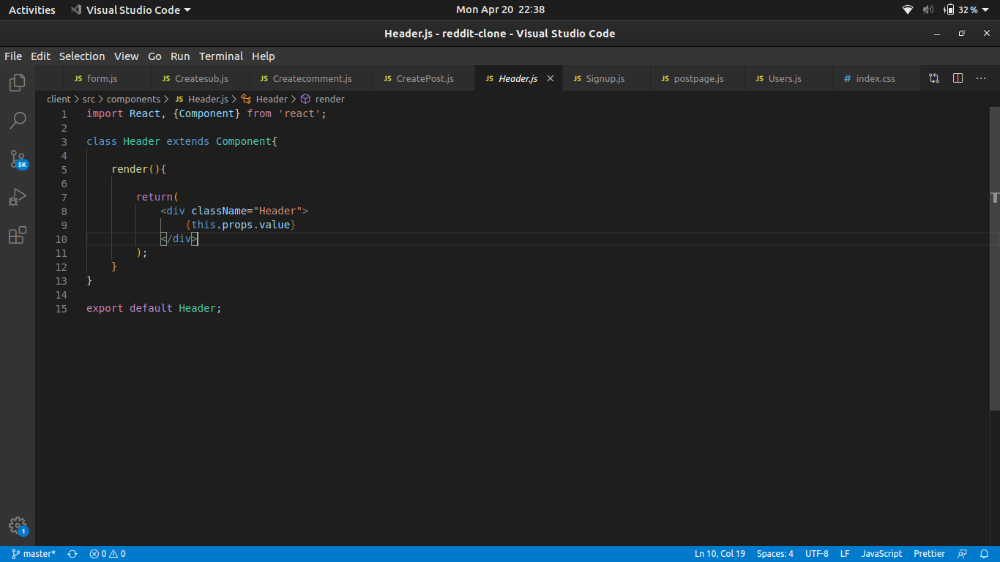 Activities Visual Studio Code Mon Apr 20 22:38 32 %
Header.js - reddit-clone - Visual Studio Code
File Edit Selection View Go Run Terminal Help
JS form.js JS Createsub.js JS Createcomment.js JS CreatePost.js JS Header.js JS Signup.js JS postpage.js JS Users.js # index.css
client > src > components > JS Header.js > Header > render
1 import React, {Component} from 'react';
2
3 class Header extends Component{
4
5 render(){
6
7 return(
8 <div className="Header">
9 {this.props.value}
10 </div>
11 );
12 }
13 }
14
15 export default Header;
5K
1
master* 0 0 Ln 10, Col 19 Spaces: 4 UTF-8 LF JavaScript Prettier